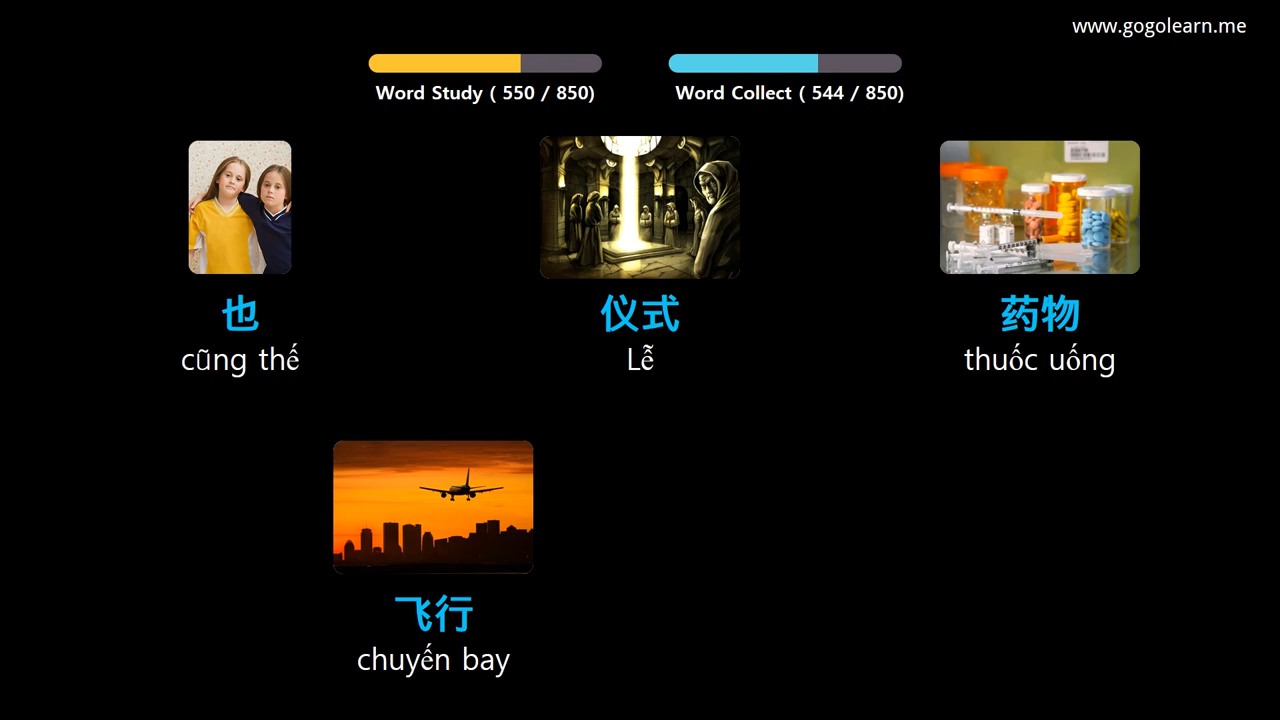 www.gogolearn.me
Word Study ( 550 / 850)
Word Collect ( 544 / 850)
也
cũng thế
仪式
Lễ
药物
thuốc uống
飞行
chuyến bay